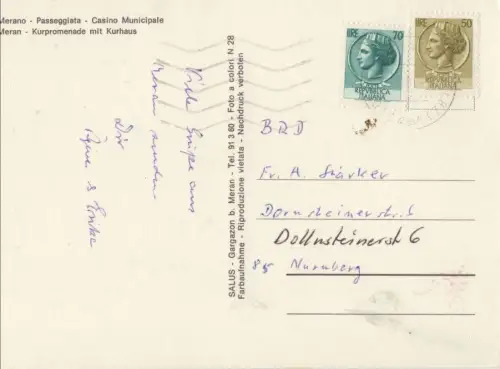 Merano - Passeggiata - Casino Municipale
Meran - Kurpromenade mit Kurhaus
Viele Grüße aus
Meran senden
Dir
SALUS - Gargazon b. Meran - Tel. 91 3 60 - Foto a colori N. 28
Farbaufnahme - Riproduzione vietata - Nachdruck verboten
LIRE 70
REPUBBLICA
ITALIANA
LIRE 50
REPUBBLICA
ITALIANA
BRD
Fr. A. Stärker
Dornsteinerstr. 6
Dollnsteinerstr 6
85 Nürnberg